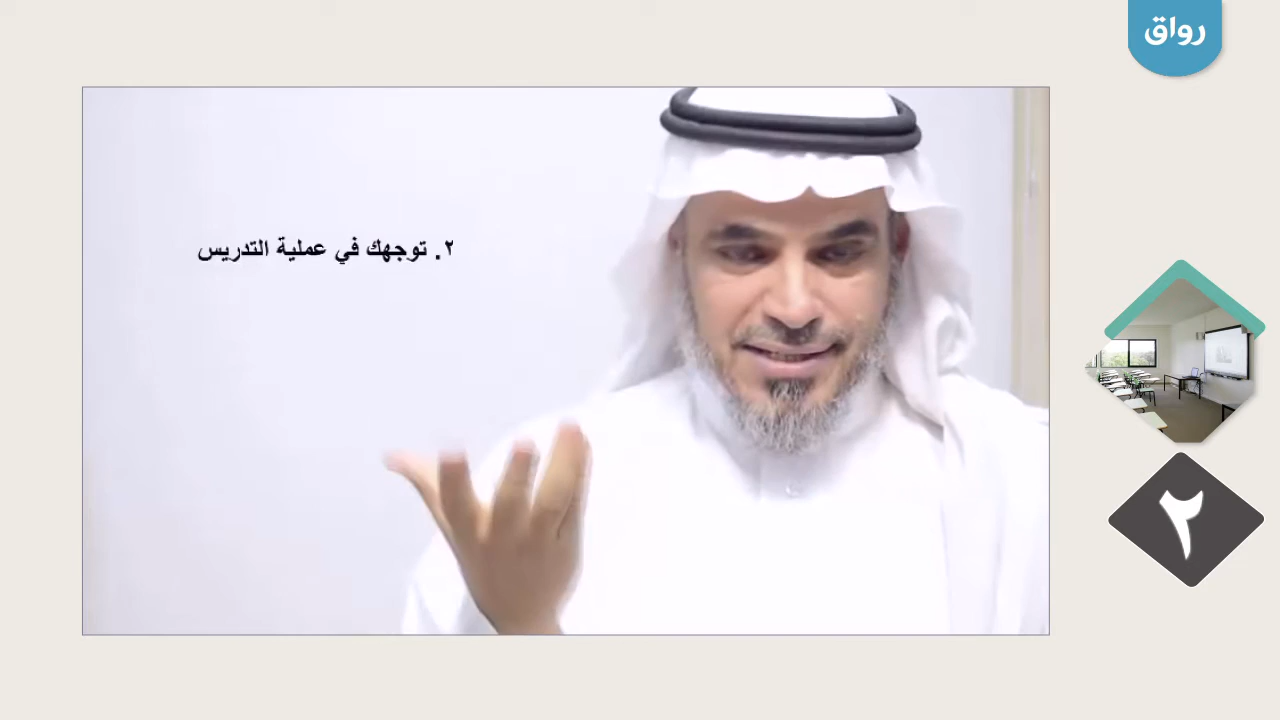 رواق
٢. توجهك في عملية التدريس
٢